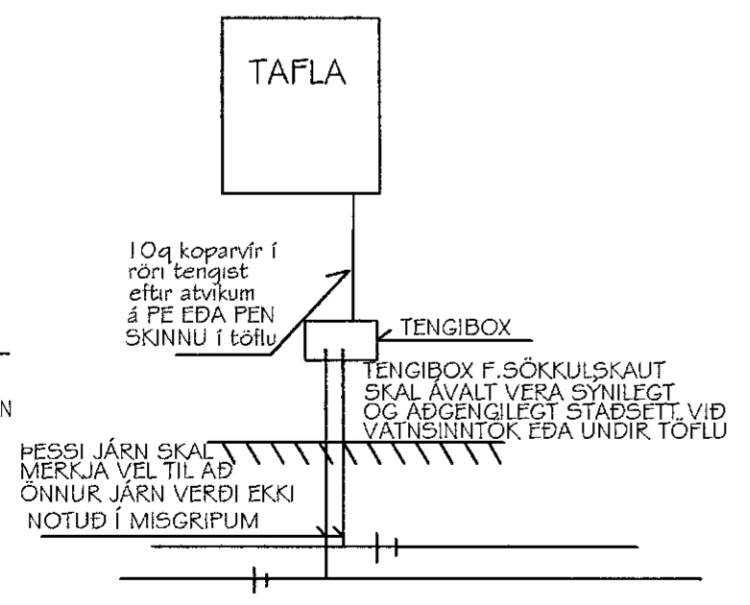 TAFLA
10q koparvír í
röri tengist
eftir atvikum
á PE EÐA PEN
SKINNU í töflu
TENGIBOX
TENGIBOX F.SÖKKULSKAUT
SKAL ÁVALT VERA SÝNILEGT
OG AÐGENGILEGT STAÐSETT VIÐ
VATNSINNTÖK EÐA UNDIR TÖFLU
N
ÞESSI JÁRN SKAL
MERKJA VEL TIL AÐ
ÖNNUR JÁRN VERÐI EKKI
NOTUÐ Í MISGRIPUM